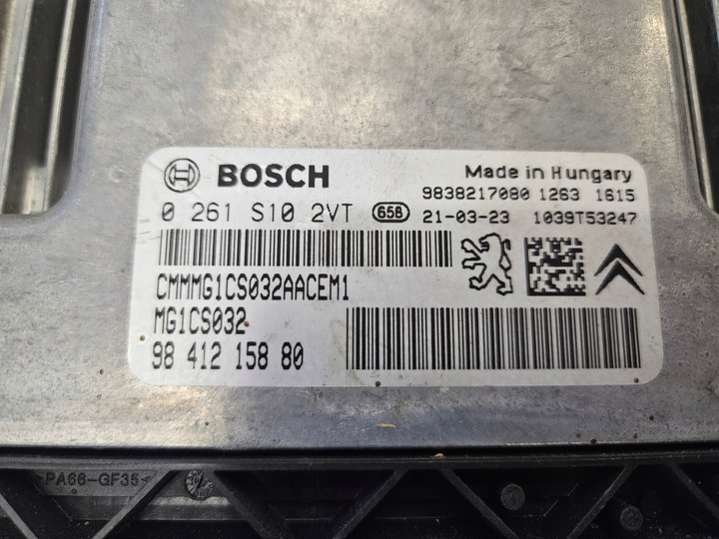 BOSCH
Made in Hungary
9838217080 1263 1615
0 261 S10 2VT 658 21-03-23 1039T53247
CMMMG1CS032AACEM1
MG1CS032
98 412 158 80
PA66-GF35